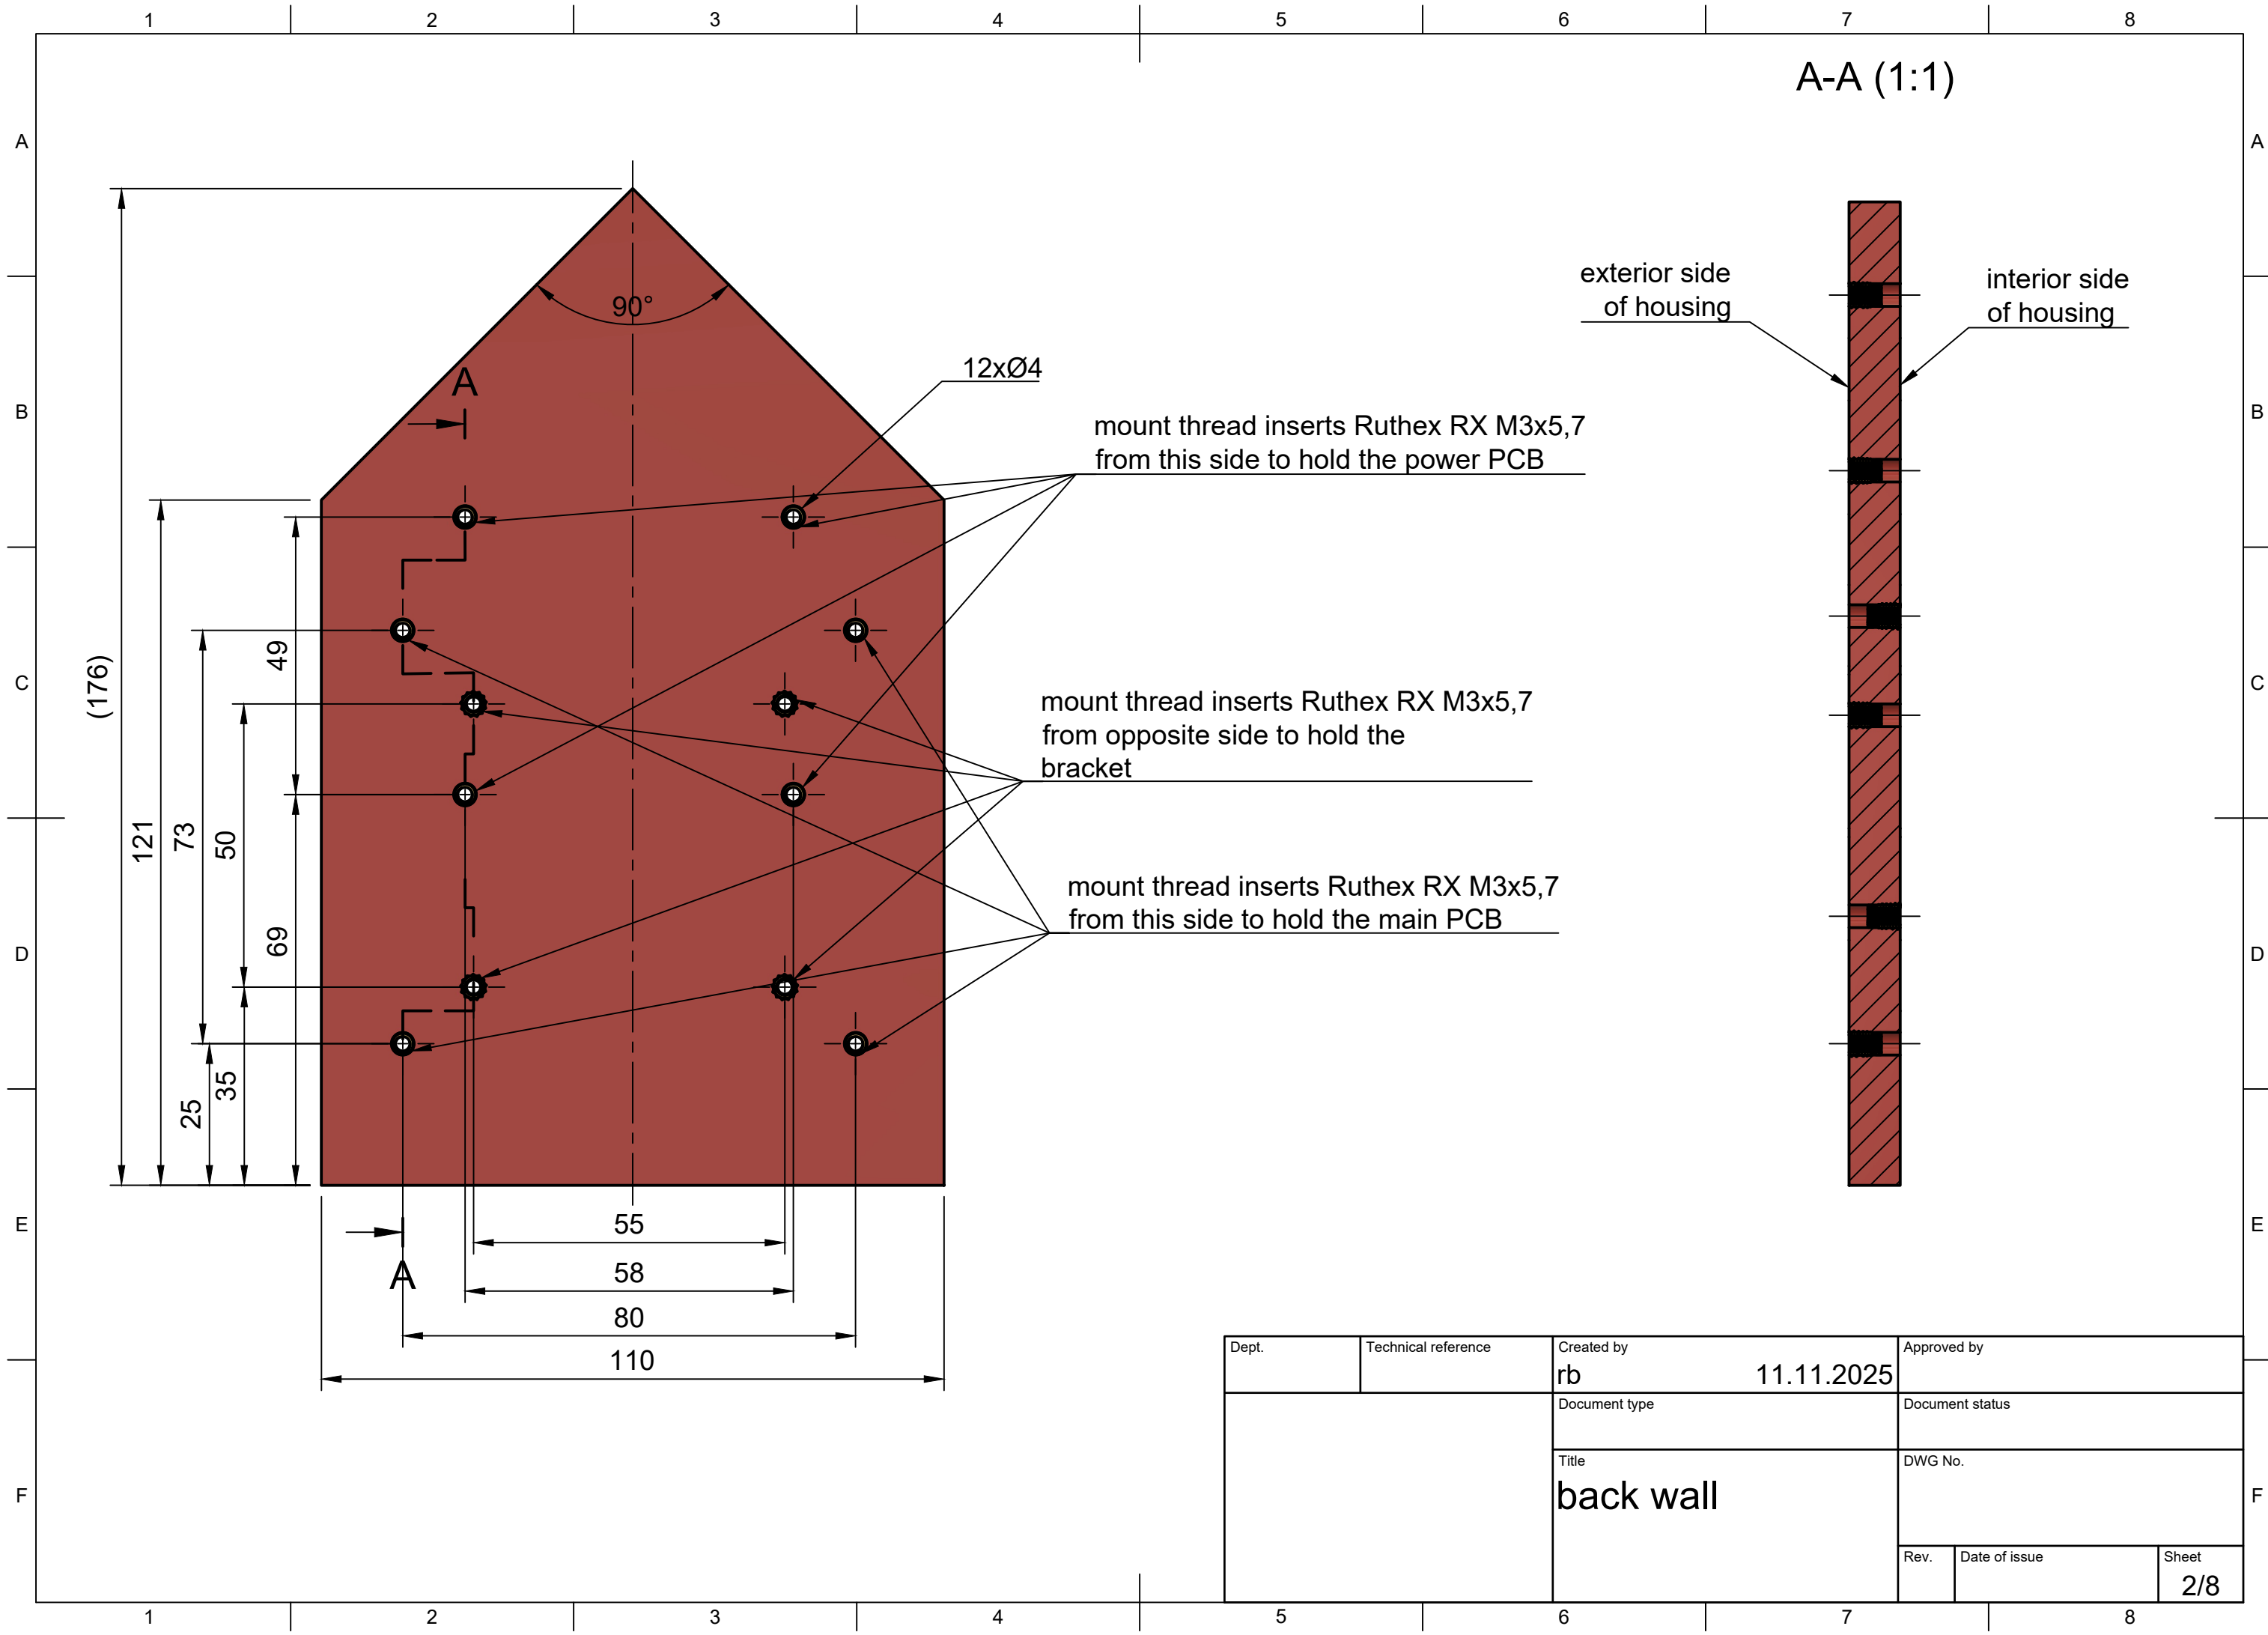 1 2 3 4 5 6 7 8
A-A (1:1)
A A
exterior side
of housing
interior side
of housing
90°
A
12xØ4
B B
mount thread inserts Ruthex RX M3x5,7
from this side to hold the power PCB
(176)
49
C C
mount thread inserts Ruthex RX M3x5,7
from opposite side to hold the
bracket
121
73
50
mount thread inserts Ruthex RX M3x5,7
from this side to hold the main PCB
69
D D
35
25
E E
55
A
58
80
110
Dept. Technical reference Created by Approved by
rb 11.11.2025
Document type Document status
Title DWG No.
back wall
F F
Rev. Date of issue Sheet
2/8
1 2 3 4 5 6 7 8